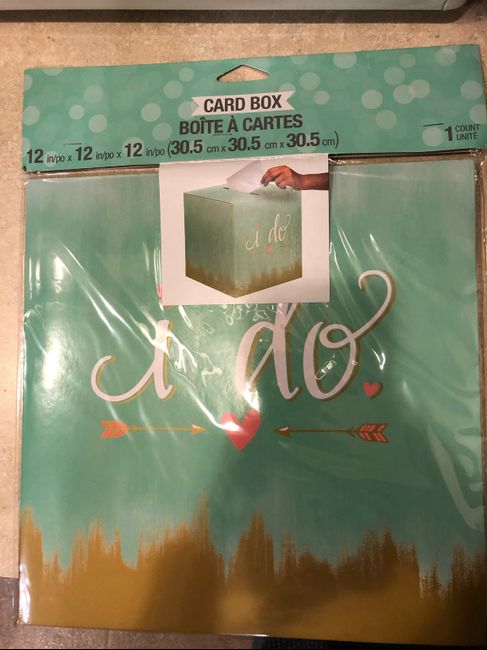 CARD BOX
BOÎTE À CARTES
12 in/po x 12 in/po x 12 in/po (30.5 cm x 30.5 cm x 30.5 cm)
1 COUNT
UNITÉ
i do
i do